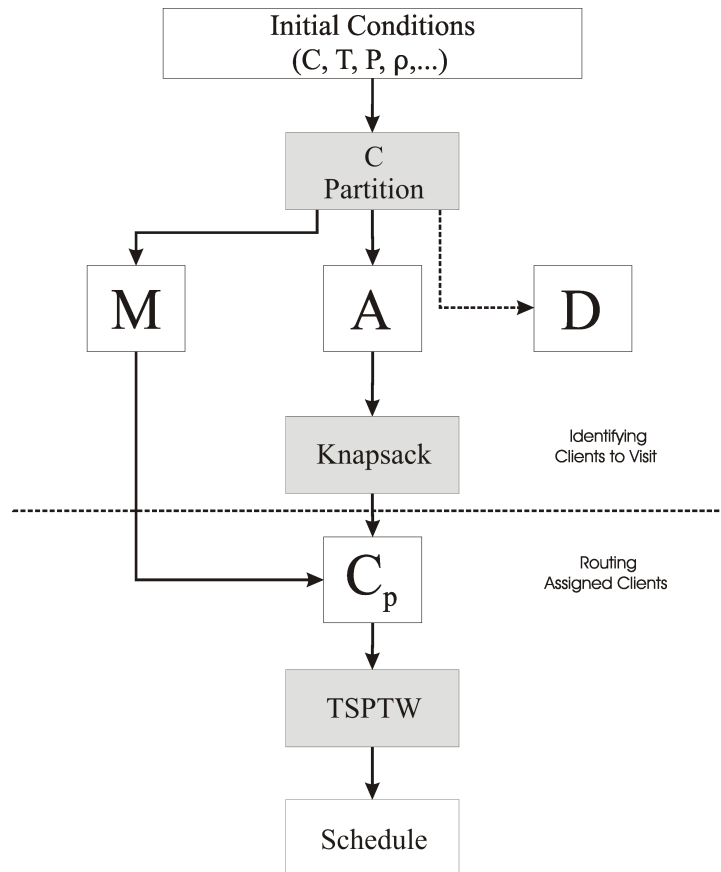 Initial Conditions
(C, T, P, ρ,...)
C
Partition
M
A
D
Knapsack
Identifying
Clients to Visit
Cp
Routing
Assigned Clients
TSPTW
Schedule